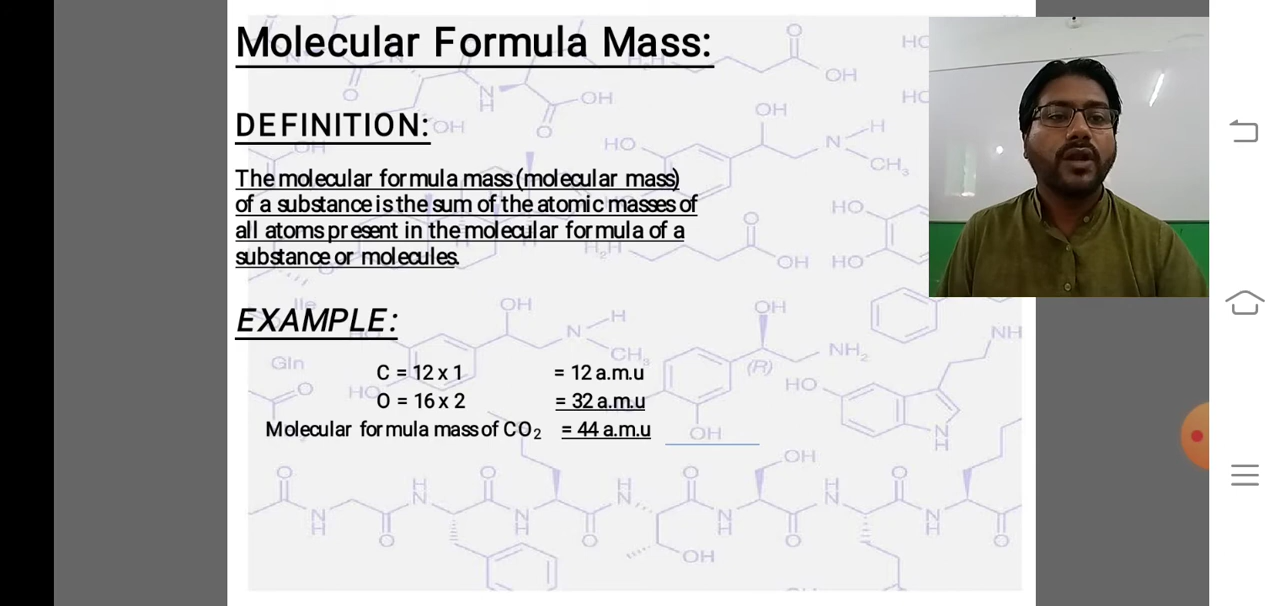 Molecular Formula Mass:
DEFINITION:
The molecular formula mass (molecular mass)
of a substance is the sum of the atomic masses of
all atoms present in the molecular formula of a
substance or molecules.
EXAMPLE:
C = 12 x 1 = 12 a.m.u
O = 16 x 2 = 32 a.m.u
Molecular formula mass of CO₂ = 44 a.m.u